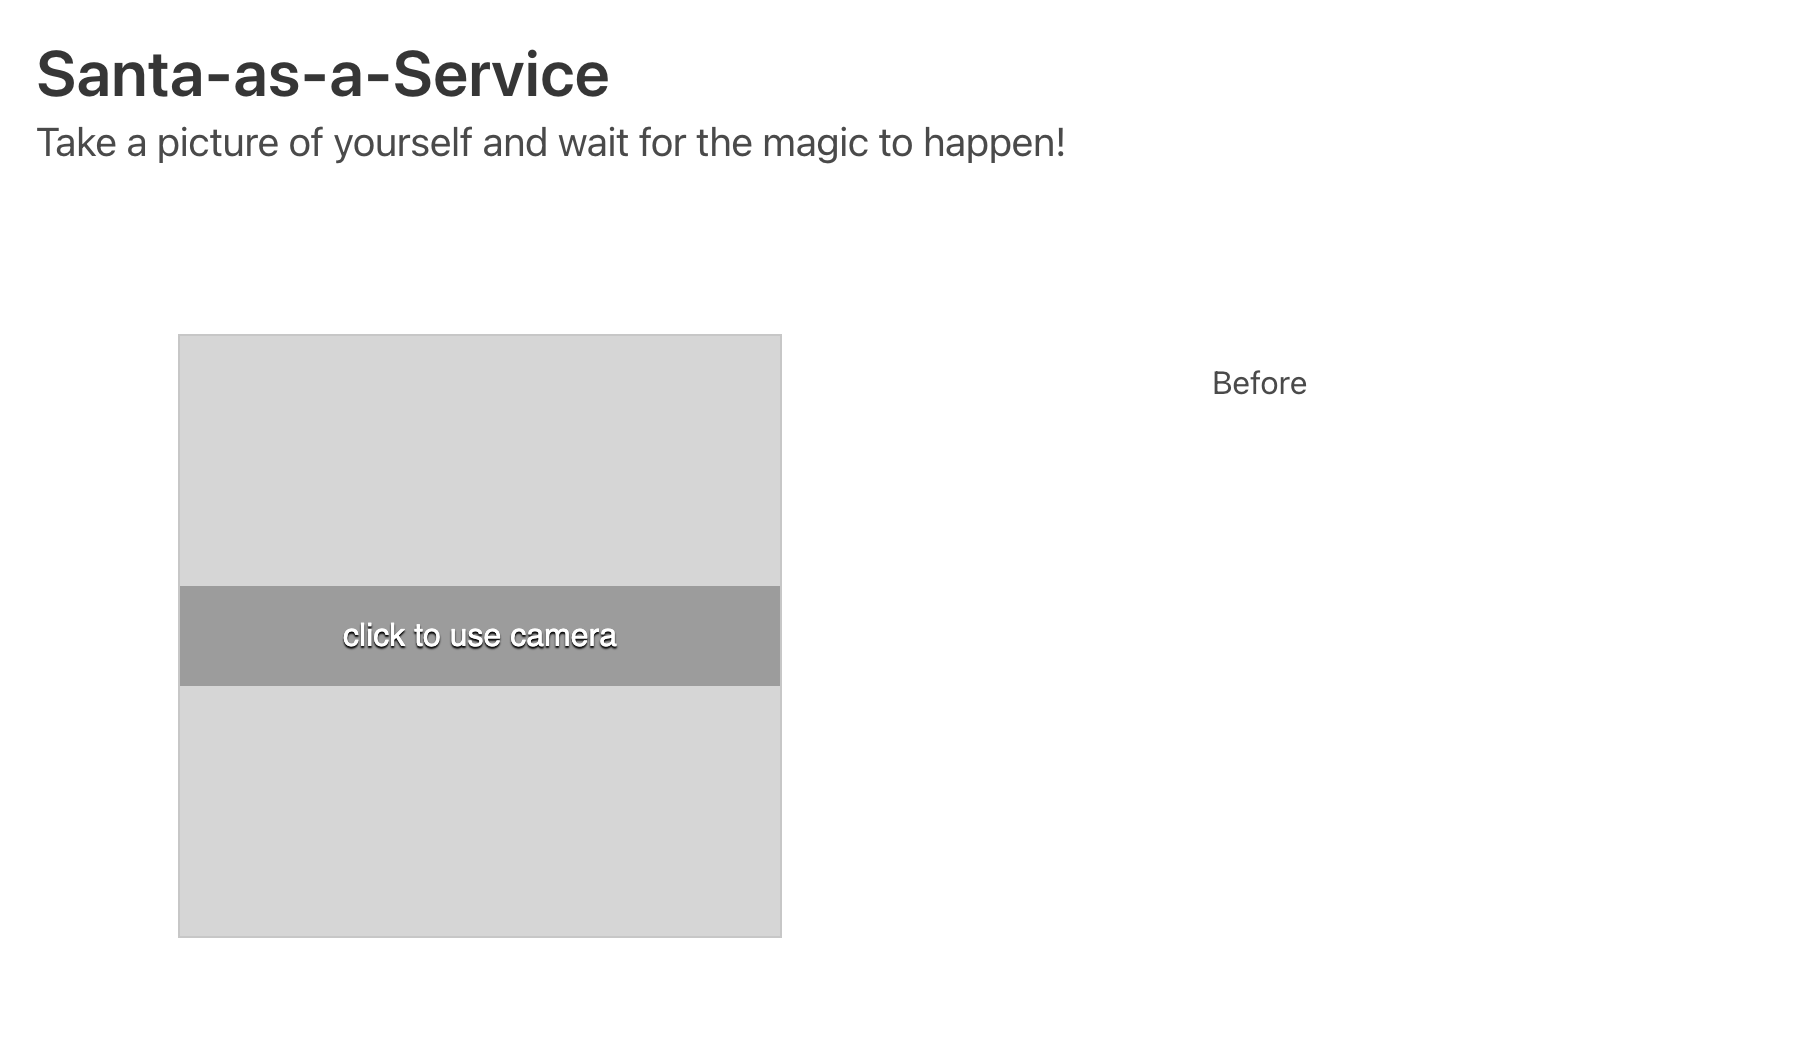 Santa-as-a-Service
Take a picture of yourself and wait for the magic to happen!
Before
click to use camera